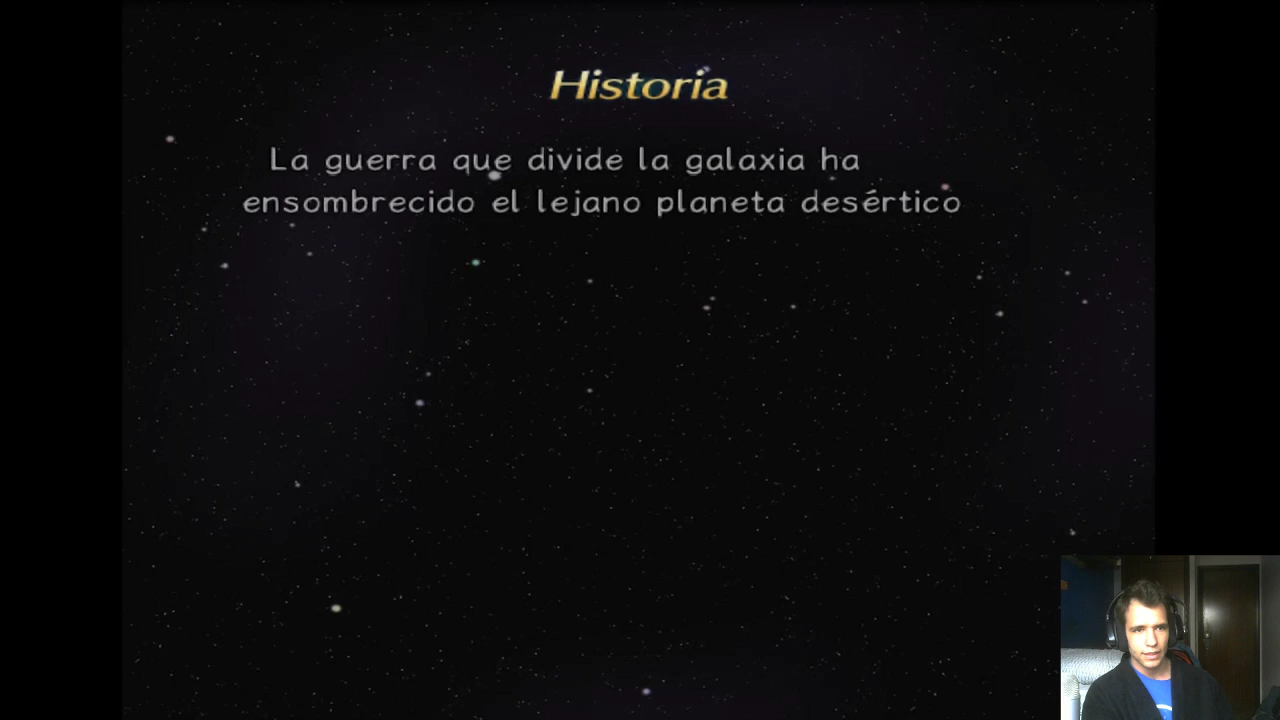 Historia
La guerra que divide la galaxia ha
ensombrecido el lejano planeta desértico